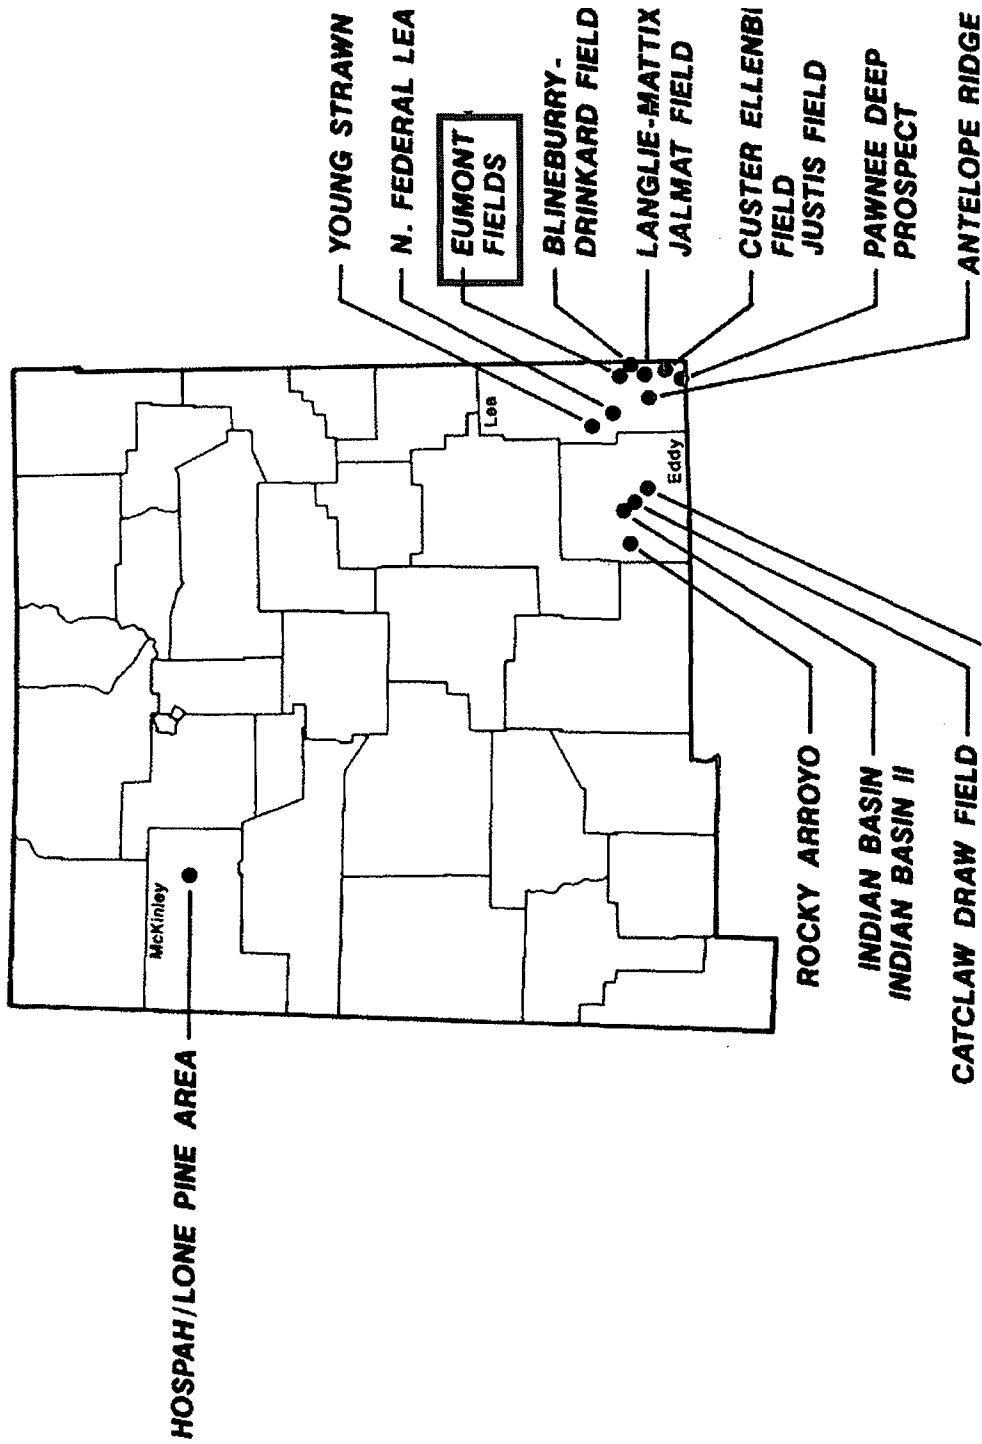 YOUNG STRAWN
N. FEDERAL LEA
EUMONT
FIELDS
BLINEBURRY-
DRINKARD FIELD
LANGLIE-MATTIX
JALMAT FIELD
CUSTER ELLENB
FIELD
JUSTIS FIELD
PAWNEE DEEP
PROSPECT
ANTELOPE RIDGE
Lea
Eddy
McKinley
ROCKY ARROYO
INDIAN BASIN
INDIAN BASIN II
CATCLAW DRAW FIELD
HOSPAH/LONE PINE AREA